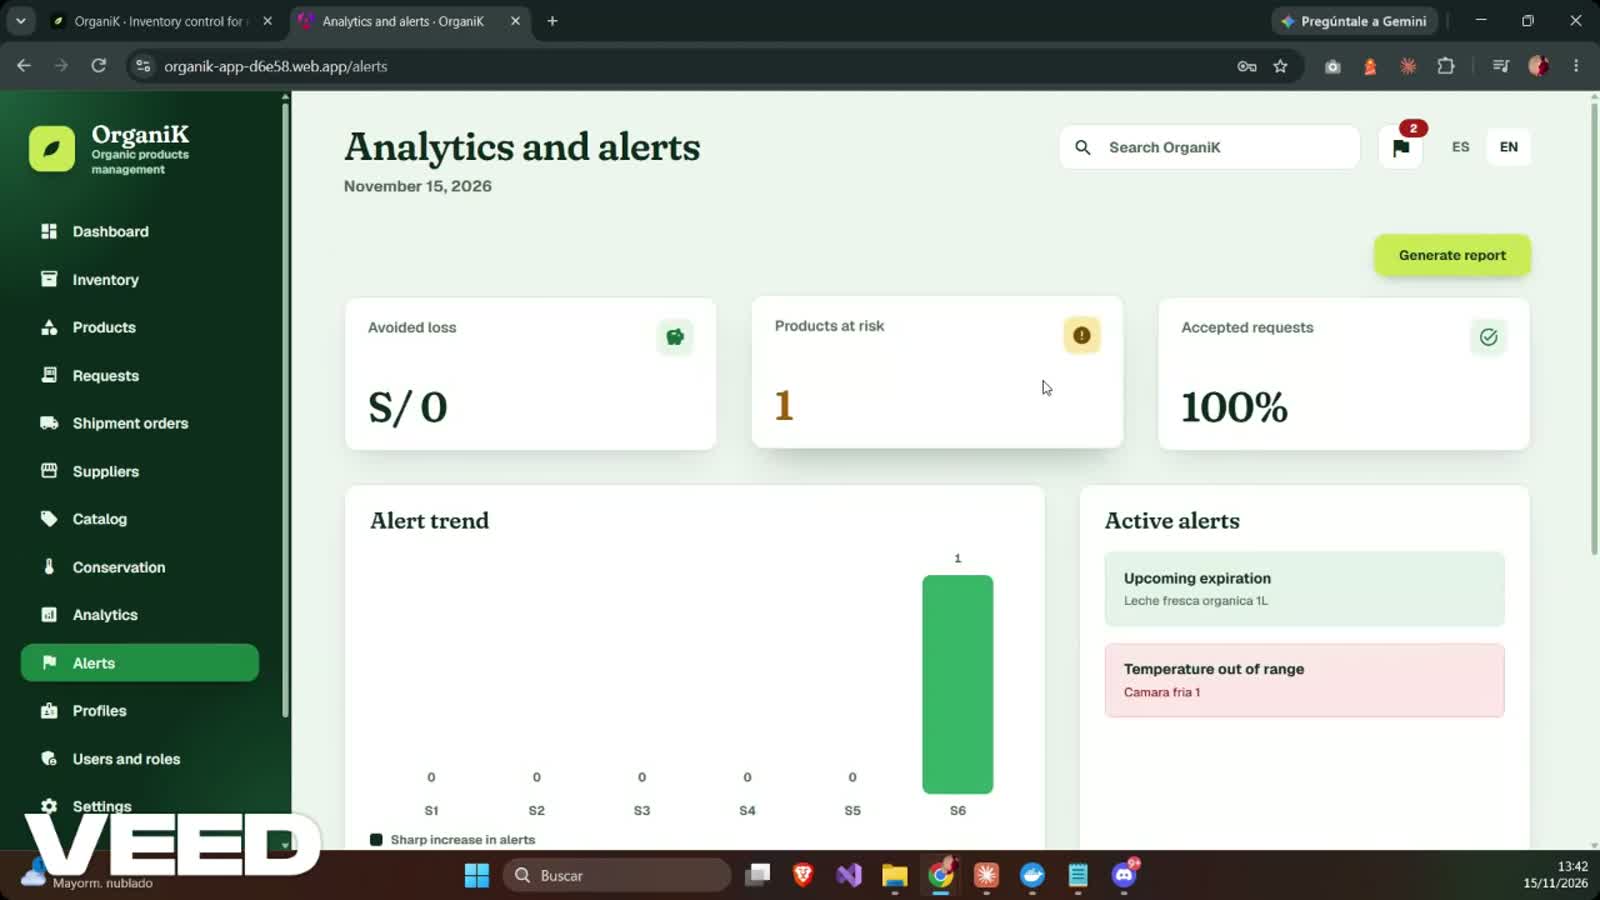 OrganiK · Inventory control for
Analytics and alerts · OrganiK
Pregúntale a Gemini
organik-app-d6e58.web.app/alerts
OrganiK
Organic products
management
Dashboard
Inventory
Products
Requests
Shipment orders
Suppliers
Catalog
Conservation
Analytics
Alerts
Profiles
Users and roles
Settings
Analytics and alerts
November 15, 2026
Search OrganiK
2
ES
EN
Generate report
Avoided loss
S/ 0
Products at risk
1
Accepted requests
100%
Alert trend
1
0
0
0
0
0
S1
S2
S3
S4
S5
S6
Sharp increase in alerts
Active alerts
Upcoming expiration
Leche fresca organica 1L
Temperature out of range
Camara fria 1
VEED
Mayorm. nublado
Buscar
9+
13:42
15/11/2026